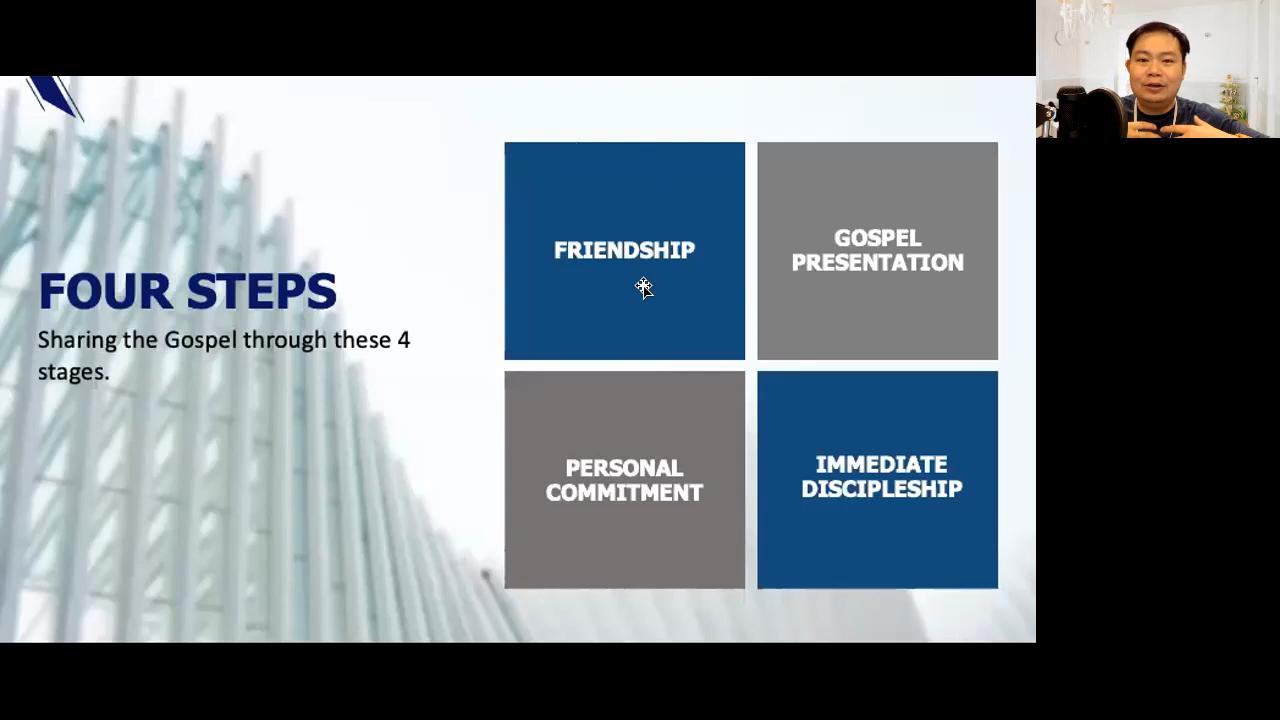 FOUR STEPS
Sharing the Gospel through these 4
stages.
FRIENDSHIP
GOSPEL
PRESENTATION
PERSONAL
COMMITMENT
IMMEDIATE
DISCIPLESHIP